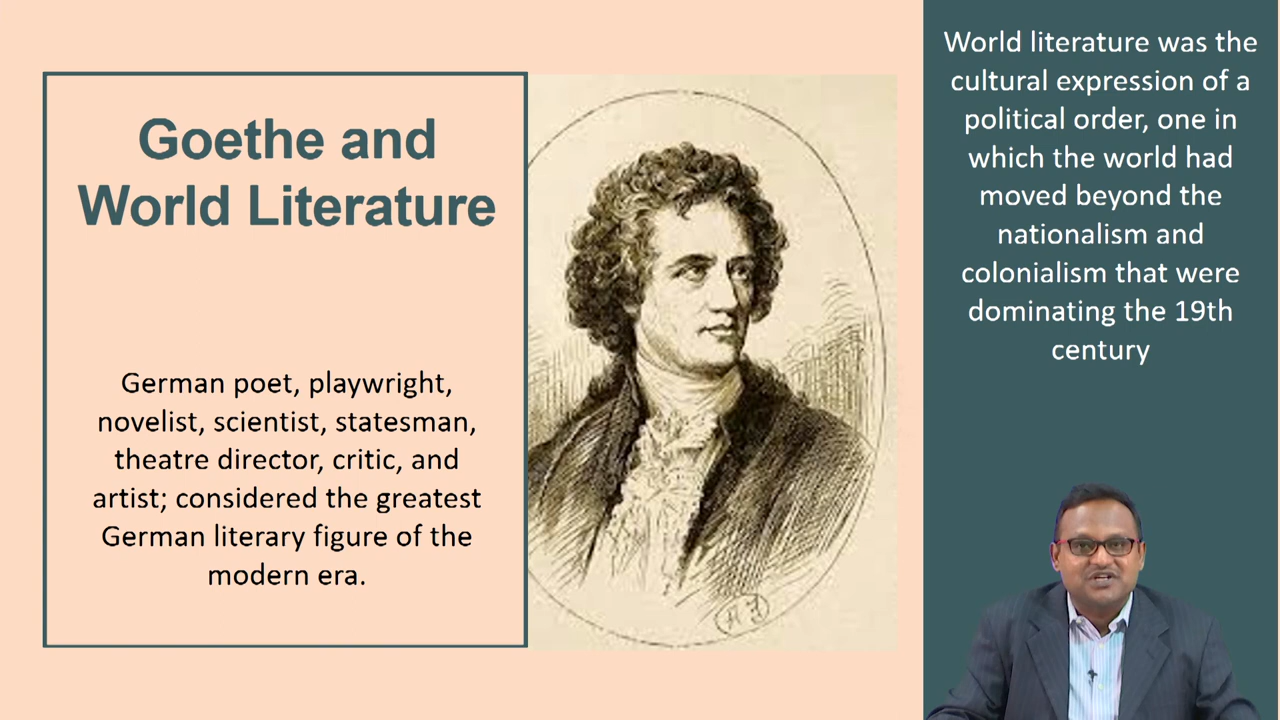 Goethe and
World Literature
German poet, playwright,
novelist, scientist, statesman,
theatre director, critic, and
artist; considered the greatest
German literary figure of the
modern era.
World literature was the
cultural expression of a
political order, one in
which the world had
moved beyond the
nationalism and
colonialism that were
dominating the 19th
century